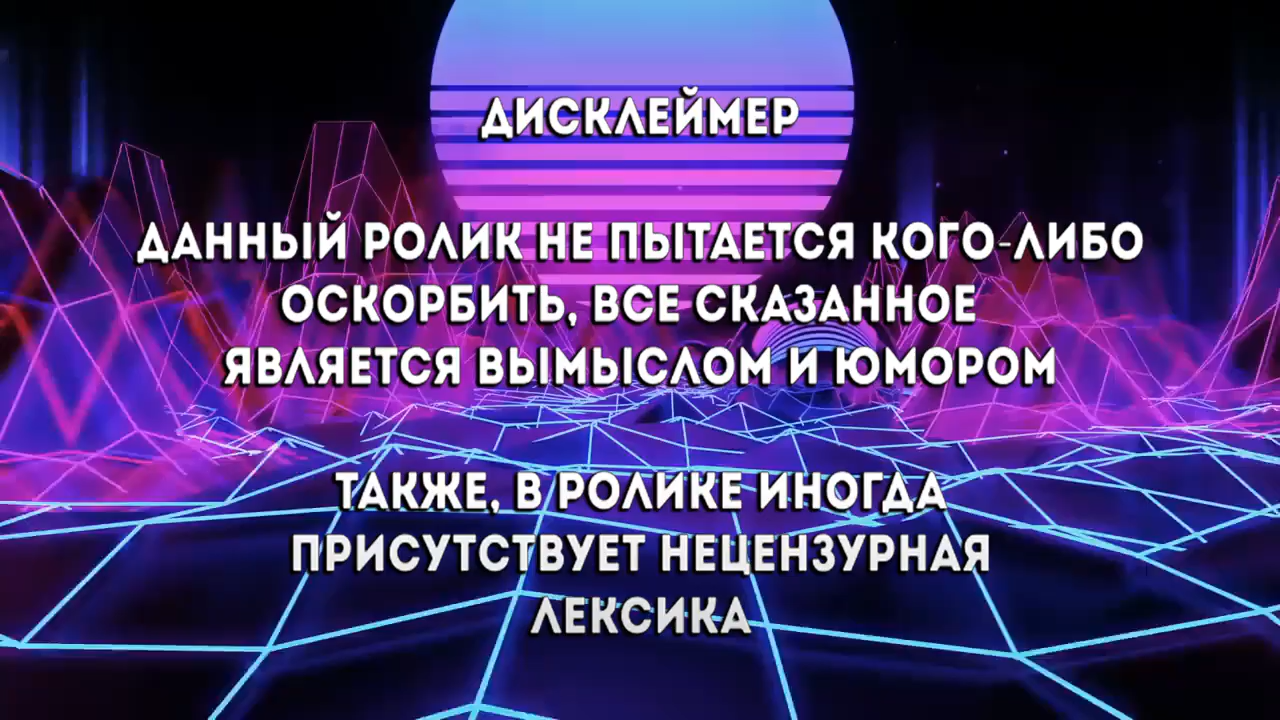 ДИСКЛЕЙМЕР
ДАННЫЙ РОЛИК НЕ ПЫТАЕТСЯ КОГО-ЛИБО
ОСКОРБИТЬ, ВСЕ СКАЗАННОЕ
ЯВЛЯЕТСЯ ВЫМЫСЛОМ И ЮМОРОМ
ТАКЖЕ, В РОЛИКЕ ИНОГДА
ПРИСУТСТВУЕТ НЕЦЕНЗУРНАЯ
ЛЕКСИКА